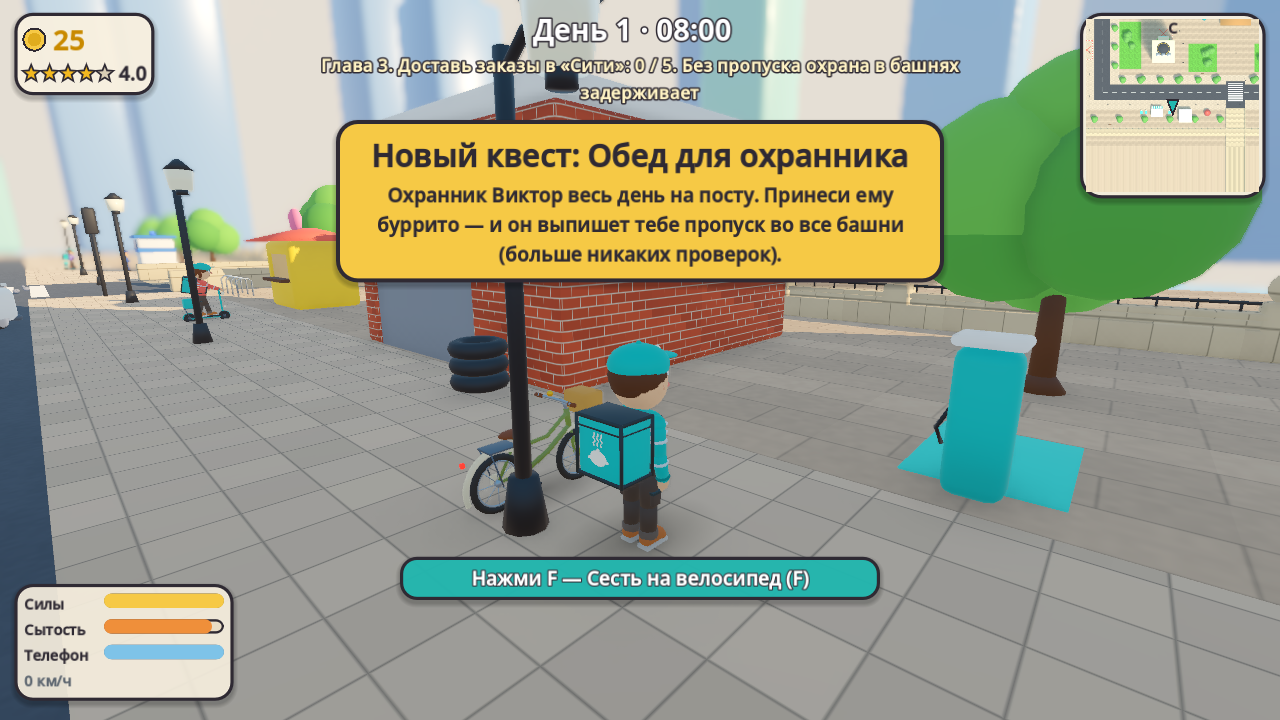 25
4.0
День 1 · 08:00
Глава 3. Доставь заказы в «Сити»: 0 / 5. Без пропуска охрана в башнях
задерживает
С
Новый квест: Обед для охранника
Охранник Виктор весь день на посту. Принеси ему
буррито — и он выпишет тебе пропуск во все башни
(больше никаких проверок).
Нажми F — Сесть на велосипед (F)
Силы
Сытость
Телефон
0 км/ч